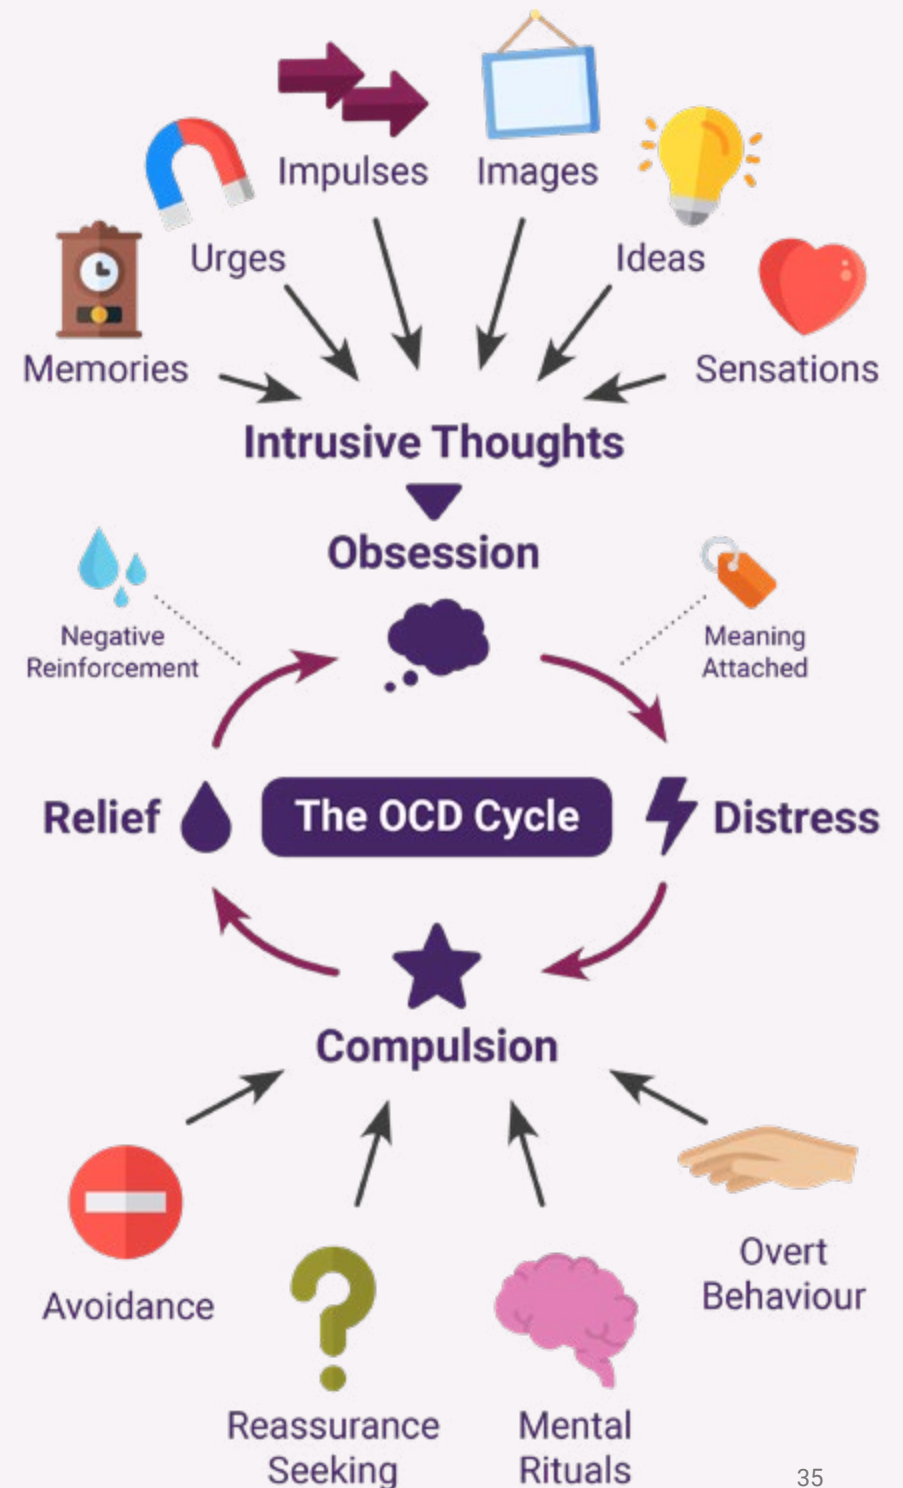 Impulses
Images
Urges
Ideas
Memories
Sensations
Intrusive Thoughts
Obsession
Negative
Reinforcement
Meaning
Attached
Relief
The OCD Cycle
Distress
Compulsion
Avoidance
Overt
Behaviour
Reassurance
Seeking
Mental
Rituals
35